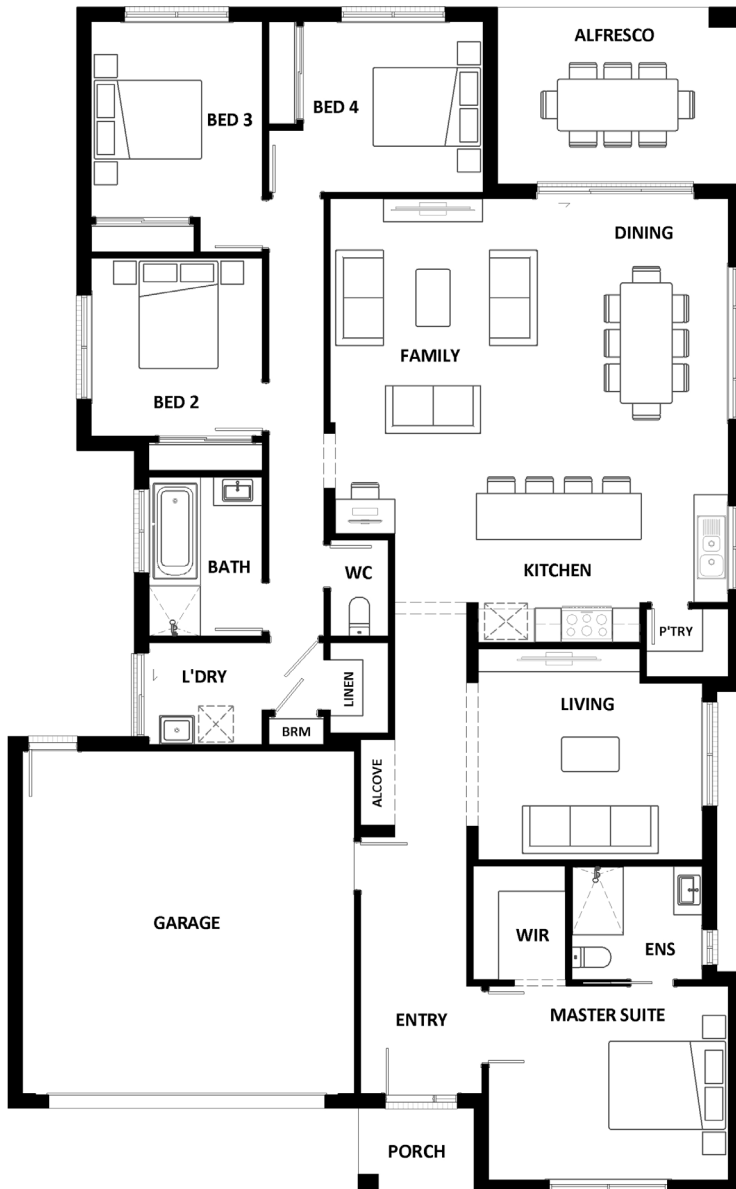 ALFRESCO
BED 3
BED 4
DINING
FAMILY
BED 2
BATH
WC
KITCHEN
P'TRY
L'DRY
LINEN
LIVING
BRM
ALCOVE
GARAGE
WIR
ENS
ENTRY
MASTER SUITE
PORCH